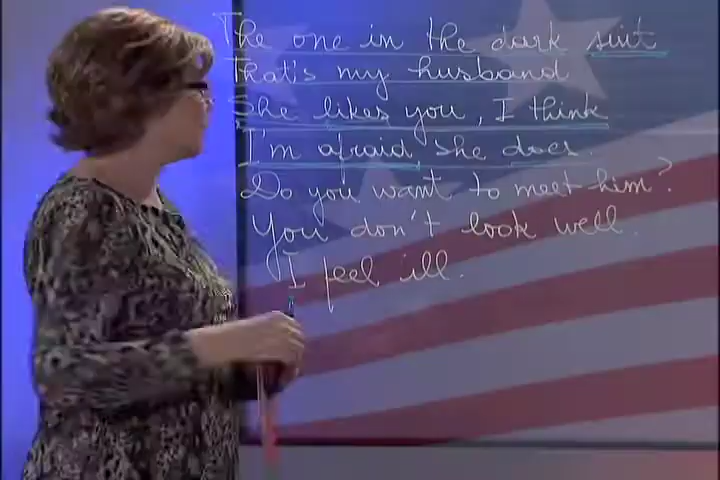 The one in the dark suit
That's my husband
She likes you, I think
I'm afraid, she does.
Do you want to meet him?
You don't look well.
I feel ill.